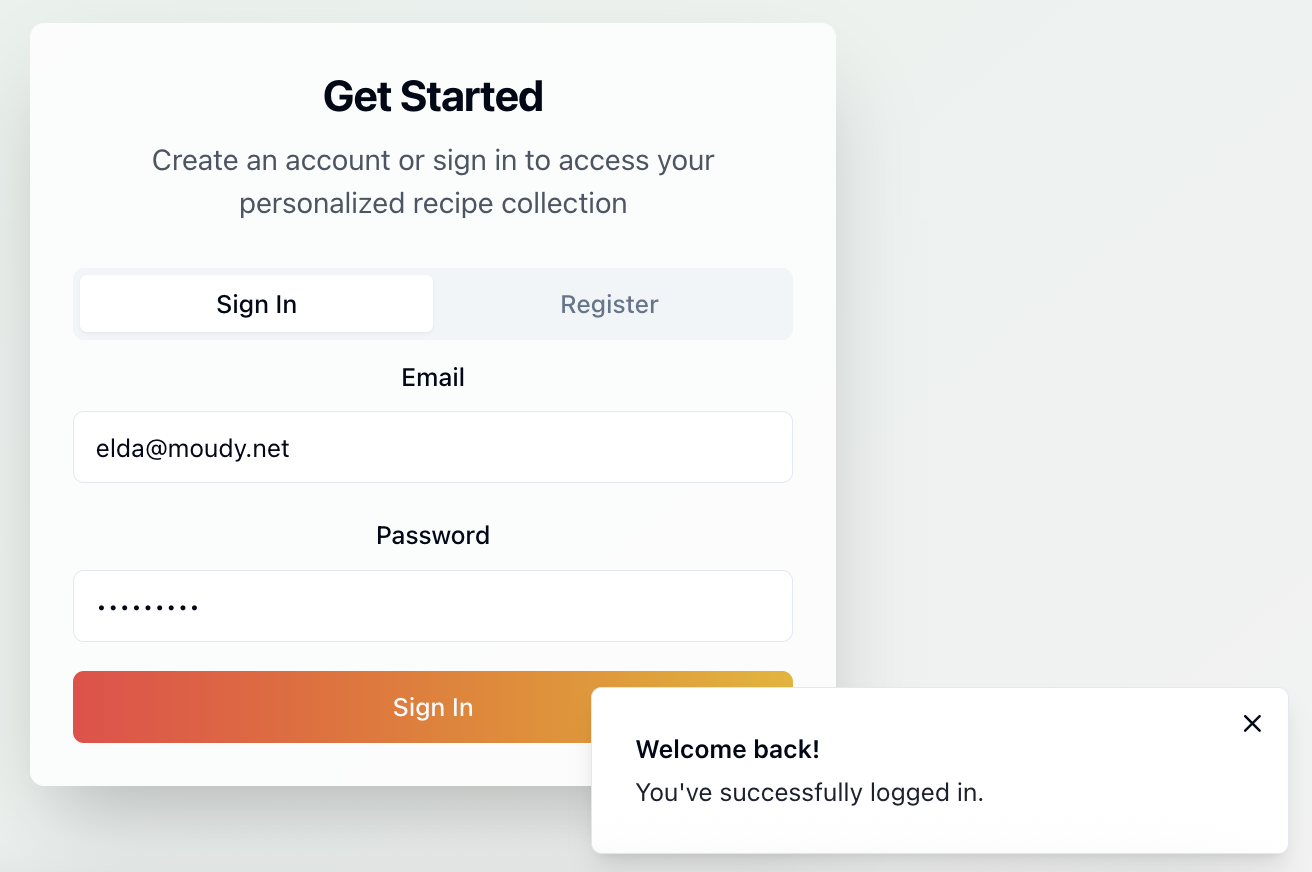 Get Started
Create an account or sign in to access your
personalized recipe collection
Sign In
Register
Email
elda@moudy.net
Password
•••••••••
Sign In
Welcome back!
You've successfully logged in.